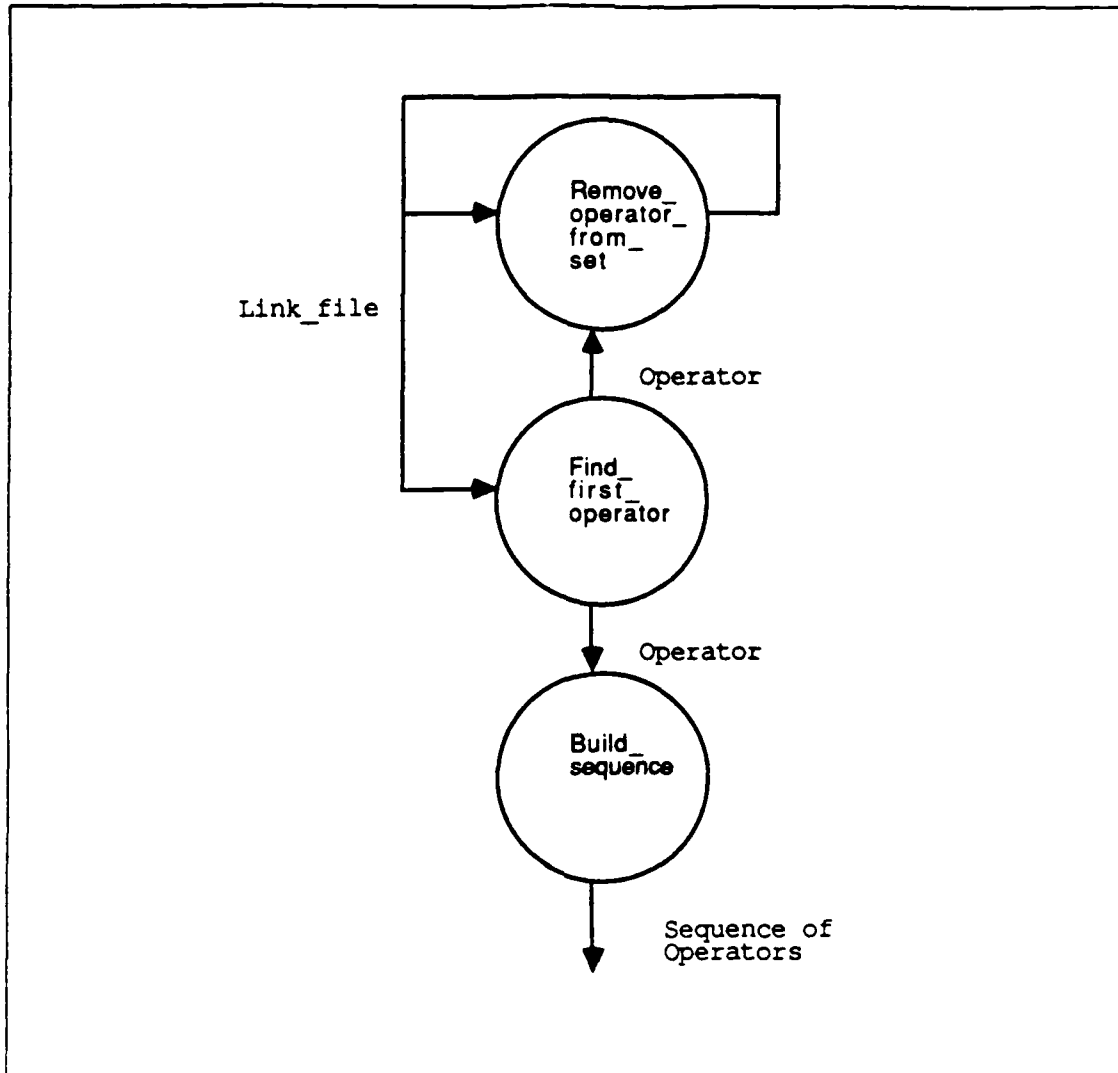 Remove_
operator_
from_
set
Link_file
Operator
Find_
first_
operator
Operator
Build_
sequence
Sequence of
Operators